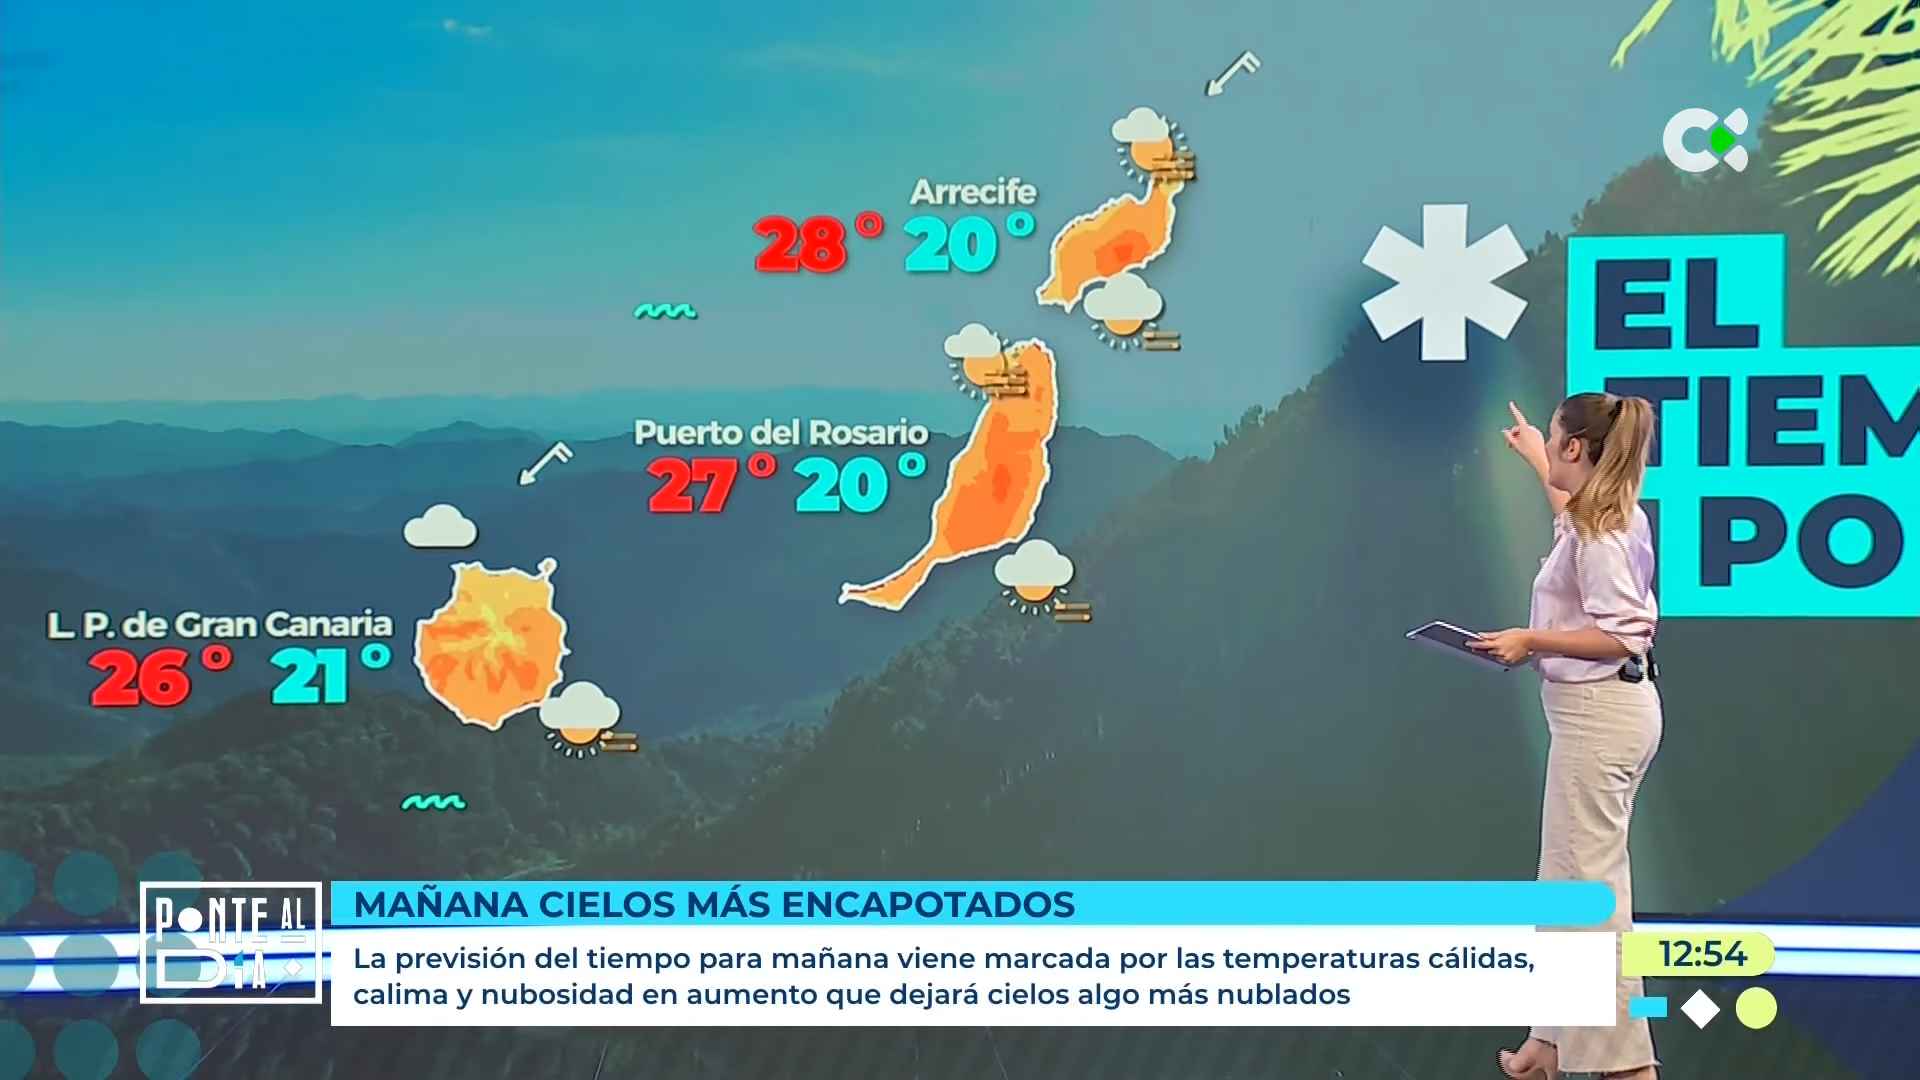 Arrecife
28° 20°
Puerto del Rosario
27° 20°
L. P. de Gran Canaria
26° 21°
EL
TIEM
PO
PONTE AL
DÍA
MAÑANA CIELOS MÁS ENCAPOTADOS
La previsión del tiempo para mañana viene marcada por las temperaturas cálidas,
calima y nubosidad en aumento que dejará cielos algo más nublados
12:54